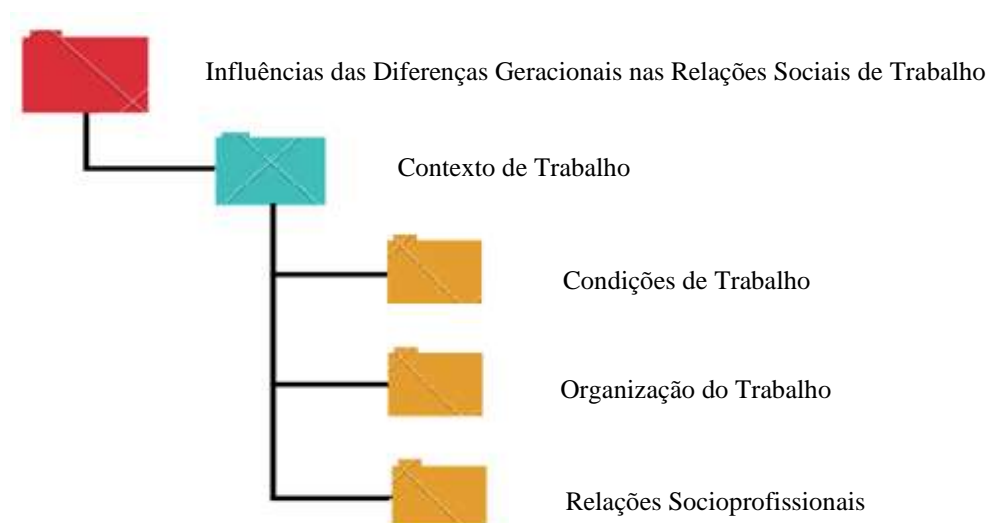 Influências das Diferenças Geracionais nas Relações Sociais de Trabalho
Contexto de Trabalho
Condições de Trabalho
Organização do Trabalho
Relações Socioprofissionais